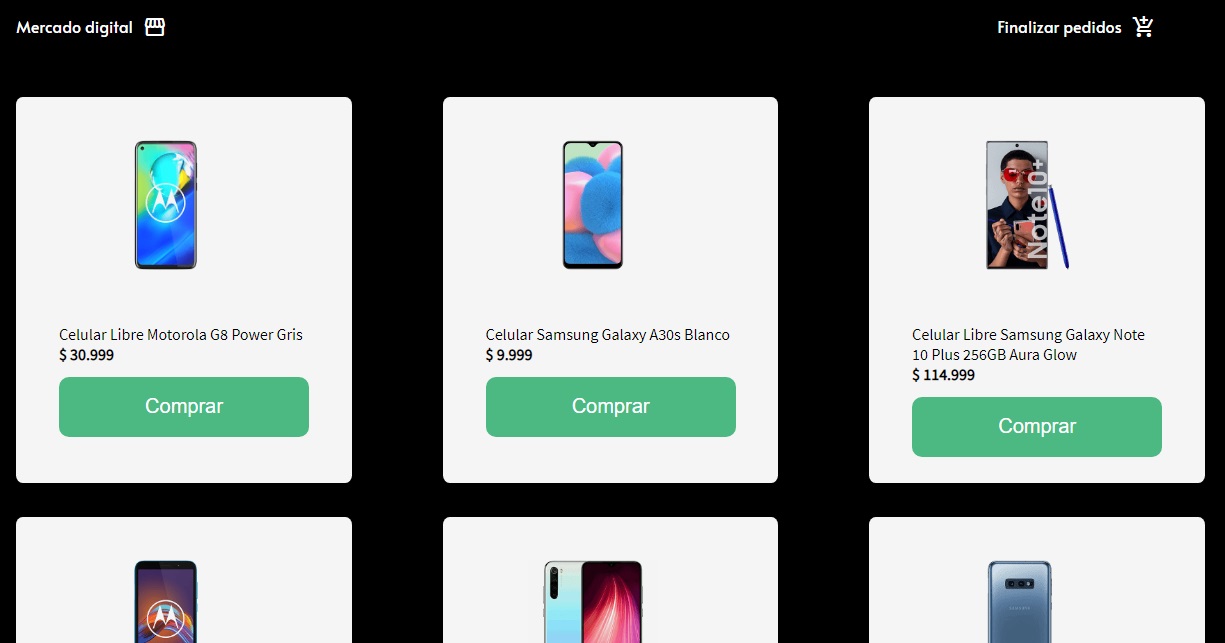 Mercado digital
Finalizar pedidos
Note10+
Celular Libre Motorola G8 Power Gris
$ 30.999
Comprar
Celular Samsung Galaxy A30s Blanco
$ 9.999
Comprar
Celular Libre Samsung Galaxy Note
10 Plus 256GB Aura Glow
$ 114.999
Comprar